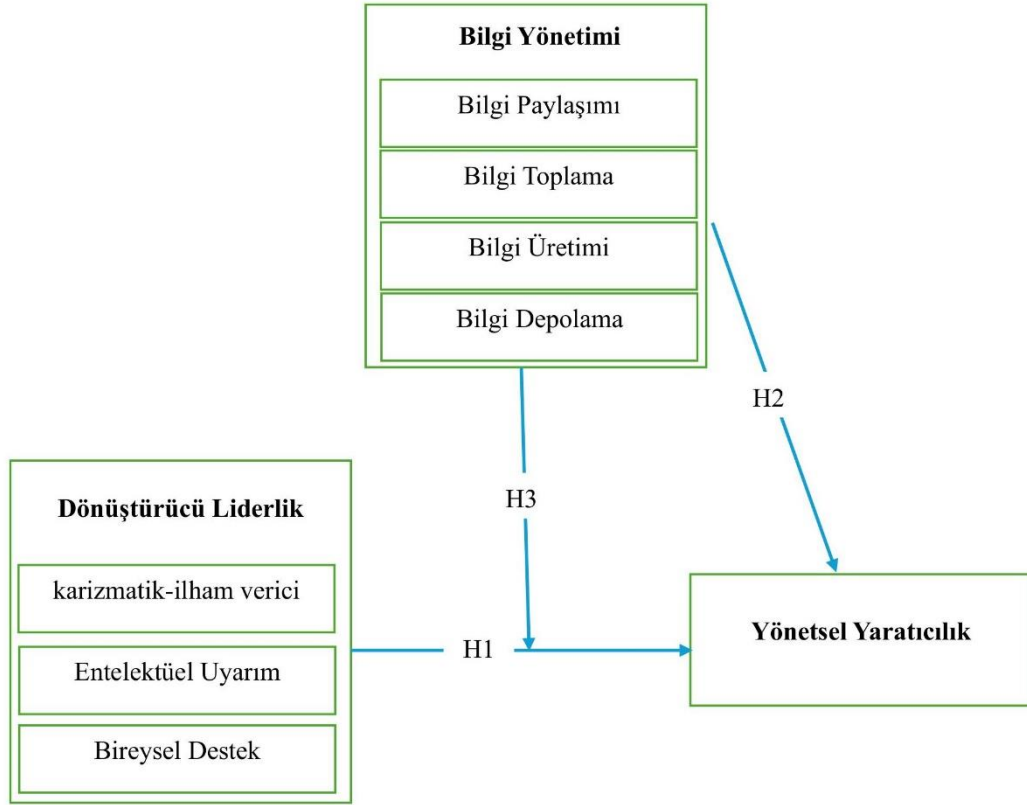 Bilgi Yönetimi
Bilgi Paylaşımı
Bilgi Toplama
Bilgi Üretimi
Bilgi Depolama
H2
H3
Dönüştürücü Liderlik
karizmatik-ilham verici
Entelektüel Uyarım
Bireysel Destek
H1
Yönetsel Yaratıcılık